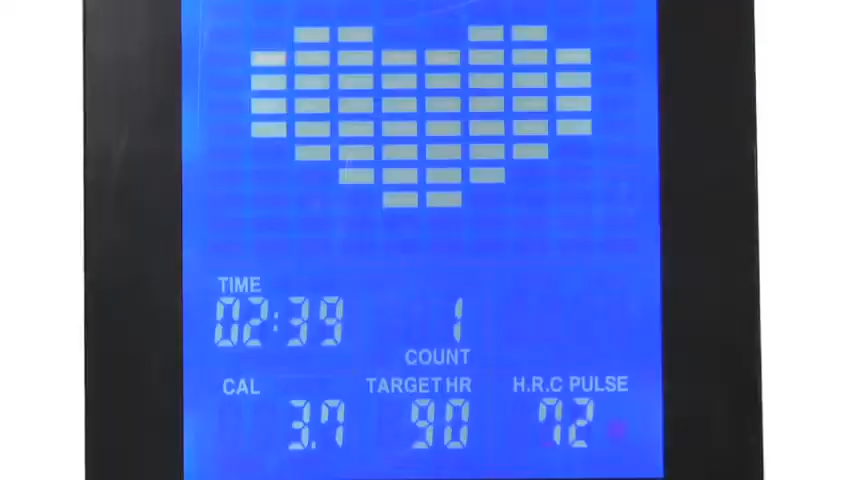 TIME
02:39 1
COUNT
CAL TARGET HR H.R.C PULSE
3.7 90 72